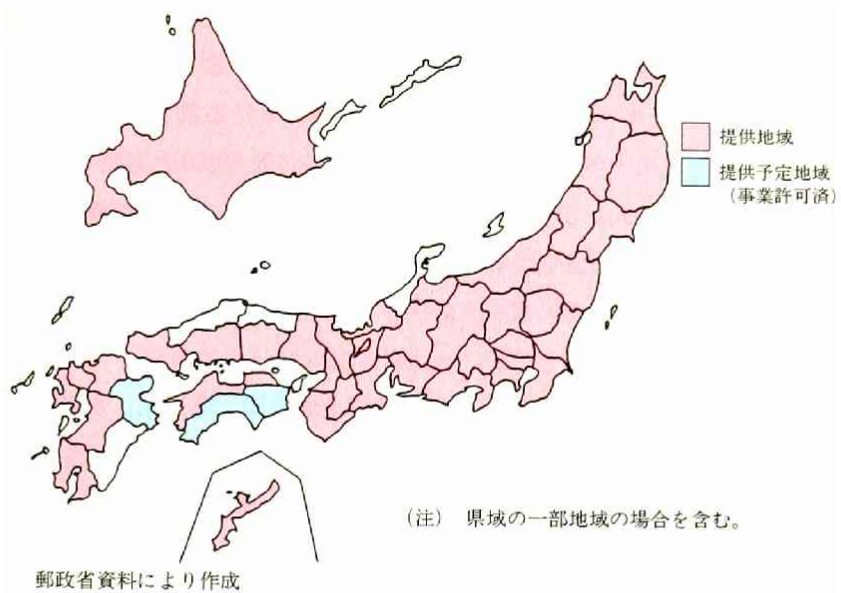 提供地域
提供予定地域
（事業許可済）
（注） 県域の一部地域の場合を含む。
郵政省資料により作成